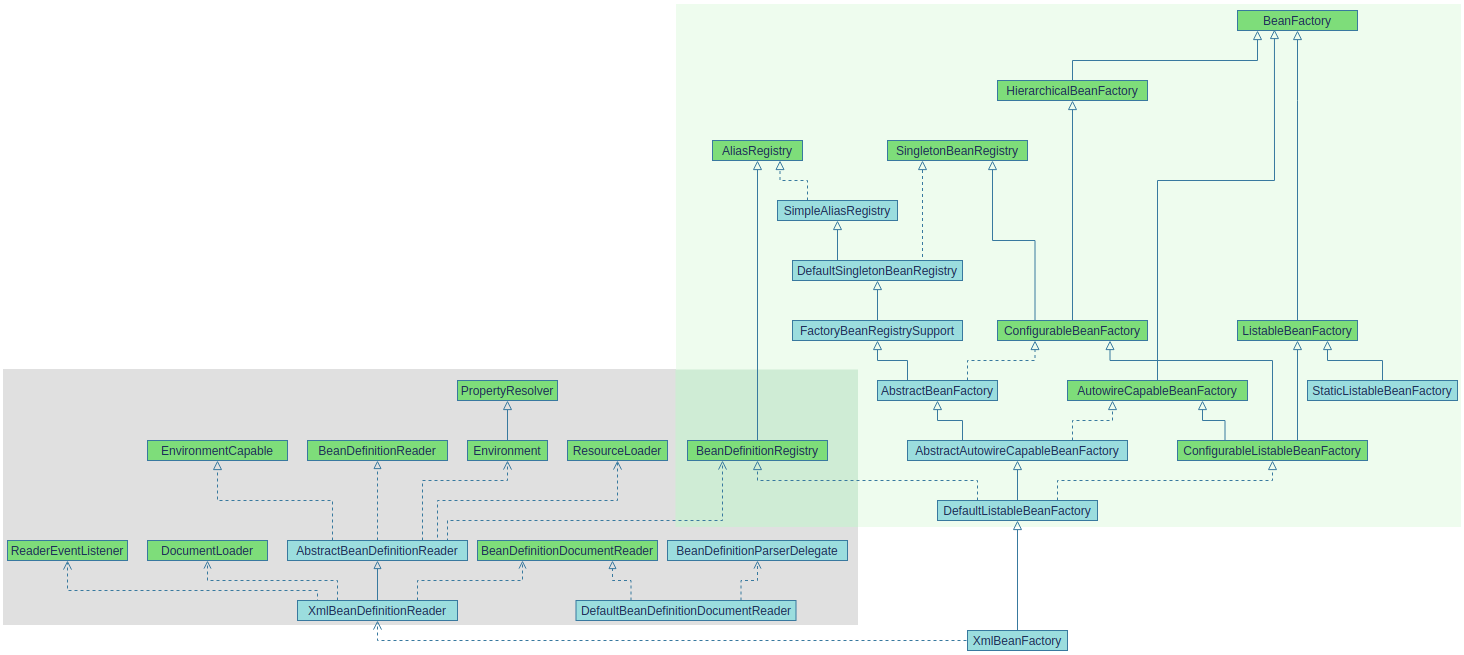 BeanFactory
HierarchicalBeanFactory
AliasRegistry
SingletonBeanRegistry
SimpleAliasRegistry
DefaultSingletonBeanRegistry
FactoryBeanRegistrySupport
ConfigurableBeanFactory
ListableBeanFactory
PropertyResolver
AbstractBeanFactory
AutowireCapableBeanFactory
StaticListableBeanFactory
EnvironmentCapable
BeanDefinitionReader
Environment
ResourceLoader
BeanDefinitionRegistry
AbstractAutowireCapableBeanFactory
ConfigurableListableBeanFactory
DefaultListableBeanFactory
ReaderEventListener
DocumentLoader
AbstractBeanDefinitionReader
BeanDefinitionDocumentReader
BeanDefinitionParserDelegate
XmlBeanDefinitionReader
DefaultBeanDefinitionDocumentReader
XmlBeanFactory